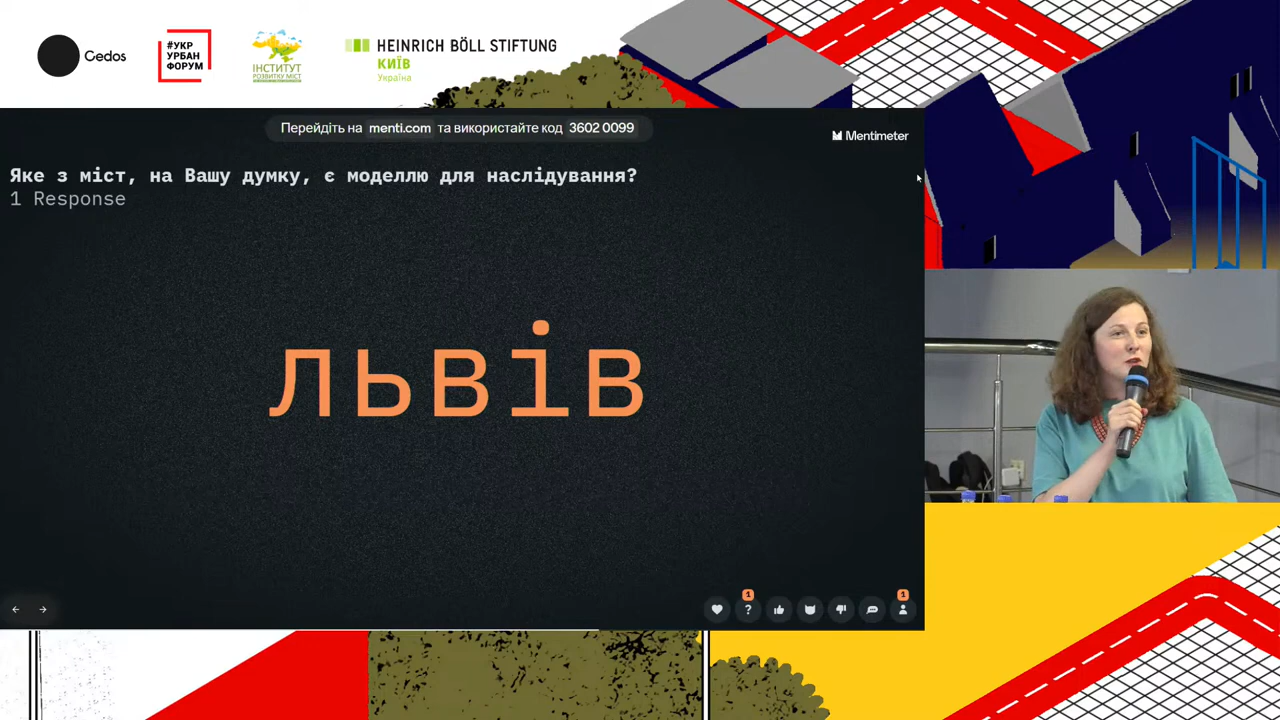 Cedos
#УКР
УРБАН
ФОРУМ
ІНСТИТУТ
РОЗВИТКУ МІСТ
HEINRICH BÖLL STIFTUNG
КИЇВ
Україна
Перейдіть на menti.com та використайте код 3602 0099
Mentimeter
Яке з міст, на Вашу думку, є моделлю для наслідування?
1 Response
львів
1
?
1